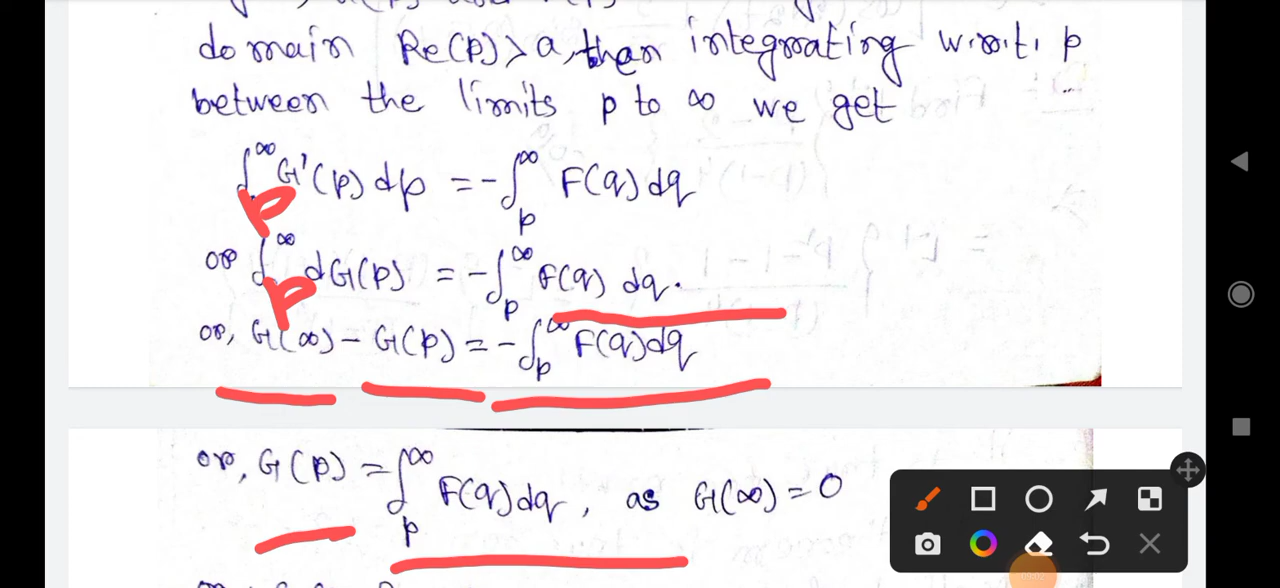 domain Re(p) > a, then integrating w.r.t. p
between the limits p to ∞ we get
∫_p^∞ G'(p) dp = -∫_p^∞ F(q) dq
or ∫_p^∞ dG(p) = -∫_p^∞ F(q) dq.
or, G(∞) - G(p) = -∫_p^∞ F(q) dq
or, G(p) = ∫_p^∞ F(q) dq, as G(∞) = 0